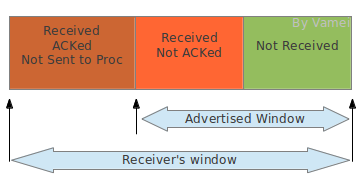 By Vamei
Received
ACKed
Not Sent to Proc
Received
Not ACKed
Not Received
Advertised Window
Receiver's window